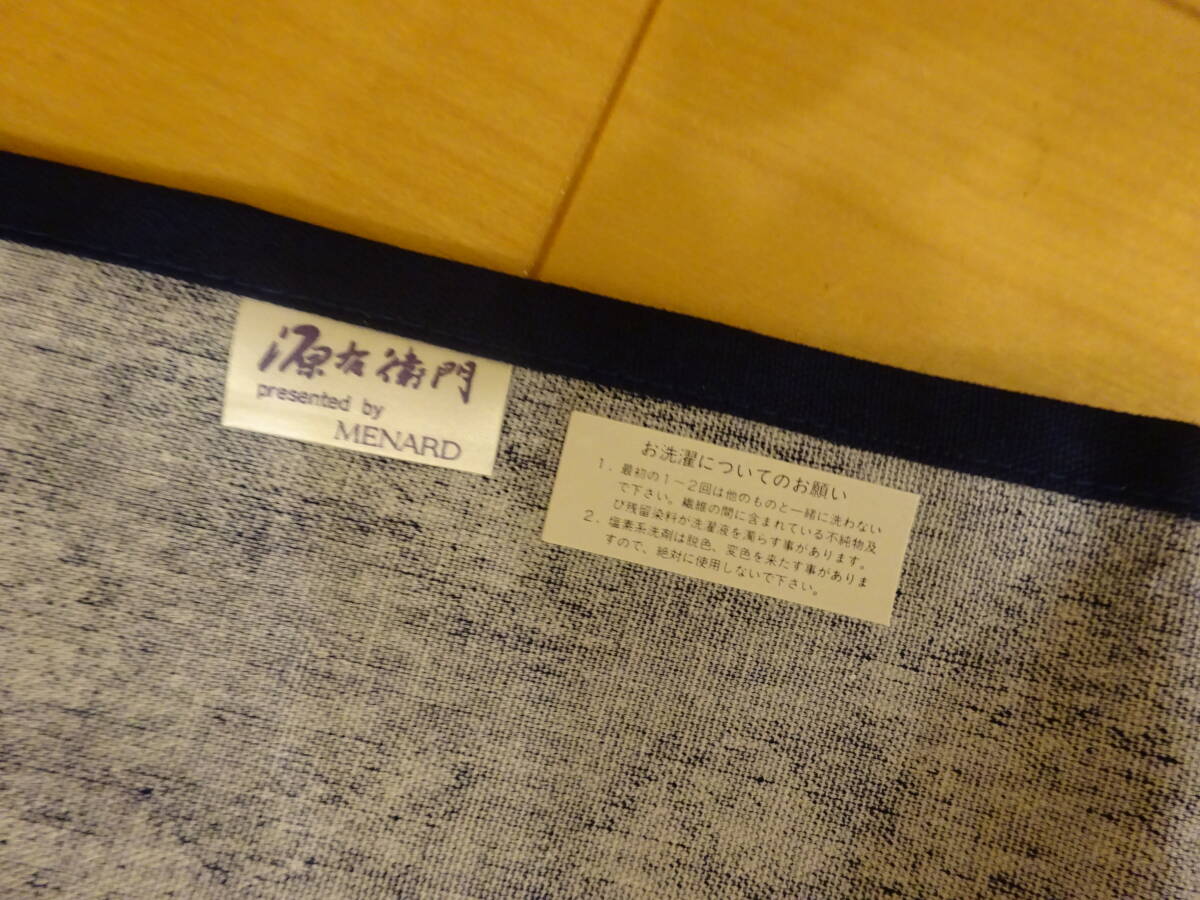 源右衛門
presented by
MENARD
お洗濯についてのお願い
1. 最初の1～2回は他のものと一緒に洗わない
で下さい。繊維の間に含まれている不純物及
び残留染料が洗濯液を濁らす事があります。
2. 塩素系洗剤は脱色、変色を来たす事がありま
すので、絶対に使用しないで下さい。